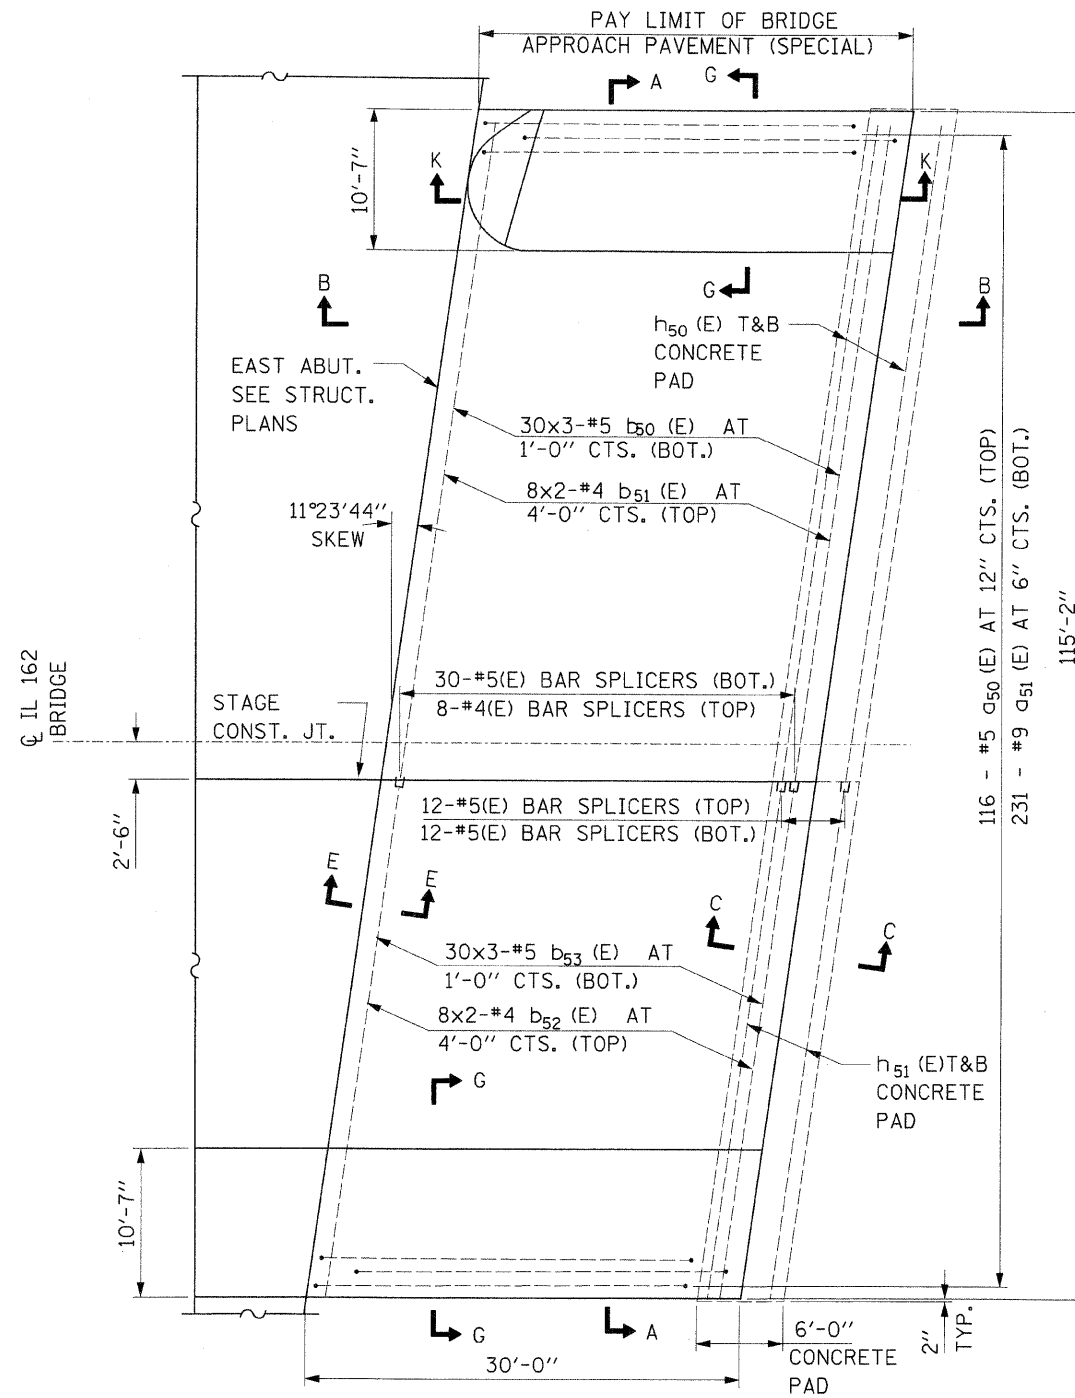 PAY LIMIT OF BRIDGE
APPROACH PAVEMENT (SPECIAL)
A
G
10'-7"
K
K
B
G
B
h50 (E) T&B
CONCRETE
PAD
EAST ABUT.
SEE STRUCT.
PLANS
30x3-#5 b50 (E) AT
1'-0" CTS. (BOT.)
8x2-#4 b51 (E) AT
4'-0" CTS. (TOP)
11°23'44"
SKEW
116 - #5 a50 (E) AT 12" CTS. (TOP)
231 - #9 a51 (E) AT 6" CTS. (BOT.)
115'-2"
℄ IL 162
BRIDGE
STAGE
CONST. JT.
30-#5(E) BAR SPLICERS (BOT.)
8-#4(E) BAR SPLICERS (TOP)
12-#5(E) BAR SPLICERS (TOP)
12-#5(E) BAR SPLICERS (BOT.)
2'-6"
E
E
C
C
30x3-#5 b53 (E) AT
1'-0" CTS. (BOT.)
8x2-#4 b52 (E) AT
4'-0" CTS. (TOP)
h51 (E)T&B
CONCRETE
PAD
G
10'-7"
G
A
30'-0"
6'-0"
CONCRETE
PAD
2"
TYP.